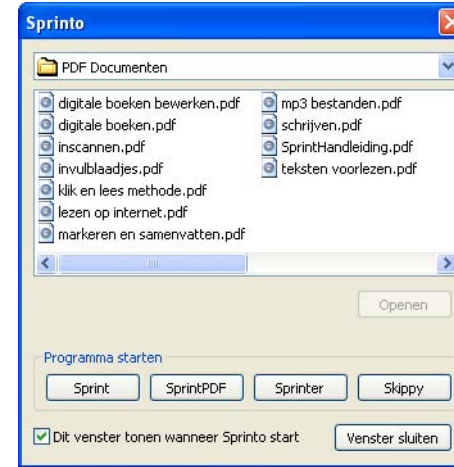 Sprinto
PDF Documenten
digitale boeken bewerken.pdf
digitale boeken.pdf
inscannen.pdf
invulblaadjes.pdf
klik en lees methode.pdf
lezen op internet.pdf
markeren en samenvatten.pdf
mp3 bestanden.pdf
schrijven.pdf
SprintHandleiding.pdf
teksten voorlezen.pdf
Openen
Programma starten
Sprint SprintPDF Sprinter Skippy
Dit venster tonen wanneer Sprinto start Venster sluiten